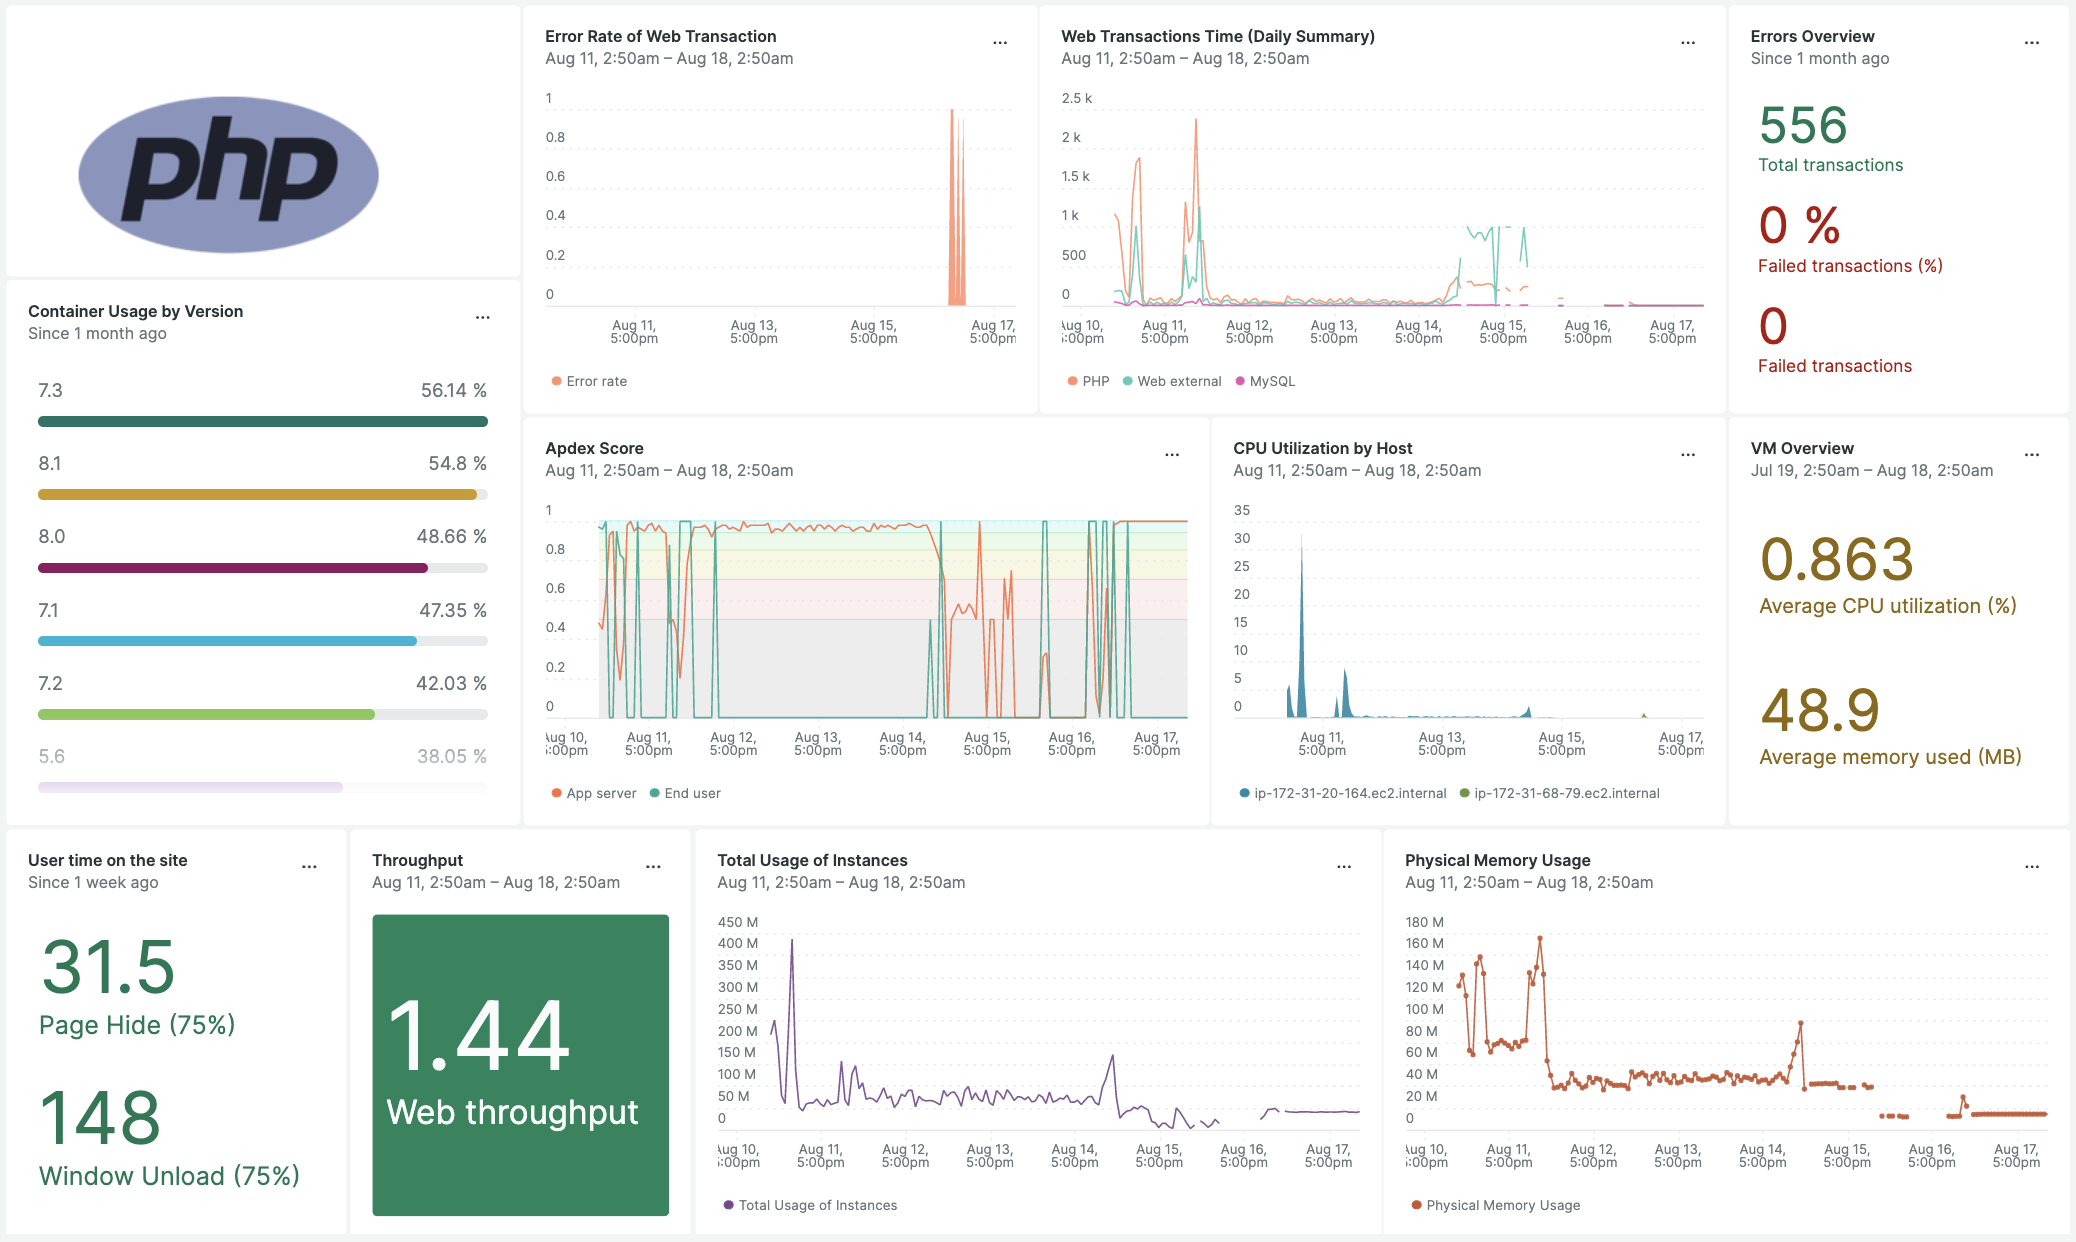 php
Container Usage by Version
...
Since 1 month ago
7.3 56.14 %
8.1 54.8 %
8.0 48.66 %
7.1 47.35 %
7.2 42.03 %
5.6 38.05 %
Error Rate of Web Transaction
...
Aug 11, 2:50am – Aug 18, 2:50am
1
0.8
0.6
0.4
0.2
0
Aug 11, Aug 13, Aug 15, Aug 17,
5:00pm 5:00pm 5:00pm 5:00pm
Error rate
Web Transactions Time (Daily Summary)
...
Aug 11, 2:50am – Aug 18, 2:50am
2.5 k
2 k
1.5 k
1 k
500
0
Aug 10, Aug 11, Aug 12, Aug 13, Aug 14, Aug 15, Aug 16, Aug 17,
5:00pm 5:00pm 5:00pm 5:00pm 5:00pm 5:00pm 5:00pm 5:00pm
PHP Web external MySQL
Errors Overview
...
Since 1 month ago
556
Total transactions
0 %
Failed transactions (%)
0
Failed transactions
Apdex Score
...
Aug 11, 2:50am – Aug 18, 2:50am
1
0.8
0.6
0.4
0.2
0
Aug 10, Aug 11, Aug 12, Aug 13, Aug 14, Aug 15, Aug 16, Aug 17,
5:00pm 5:00pm 5:00pm 5:00pm 5:00pm 5:00pm 5:00pm 5:00pm
App server End user
CPU Utilization by Host
...
Aug 11, 2:50am – Aug 18, 2:50am
35
30
25
20
15
10
5
0
Aug 11, Aug 13, Aug 15, Aug 17,
5:00pm 5:00pm 5:00pm 5:00pm
ip-172-31-20-164.ec2.internal ip-172-31-68-79.ec2.internal
VM Overview
...
Jul 19, 2:50am – Aug 18, 2:50am
0.863
Average CPU utilization (%)
48.9
Average memory used (MB)
User time on the site
...
Since 1 week ago
31.5
Page Hide (75%)
148
Window Unload (75%)
Throughput
...
Aug 11, 2:50am – Aug 18, 2:50am
1.44
Web throughput
Total Usage of Instances
...
Aug 11, 2:50am – Aug 18, 2:50am
450 M
400 M
350 M
300 M
250 M
200 M
150 M
100 M
50 M
0
Aug 10, Aug 11, Aug 12, Aug 13, Aug 14, Aug 15, Aug 16, Aug 17,
5:00pm 5:00pm 5:00pm 5:00pm 5:00pm 5:00pm 5:00pm 5:00pm
Total Usage of Instances
Physical Memory Usage
...
Aug 11, 2:50am – Aug 18, 2:50am
180 M
160 M
140 M
120 M
100 M
80 M
60 M
40 M
20 M
0
Aug 10, Aug 11, Aug 12, Aug 13, Aug 14, Aug 15, Aug 16, Aug 17,
5:00pm 5:00pm 5:00pm 5:00pm 5:00pm 5:00pm 5:00pm 5:00pm
Physical Memory Usage